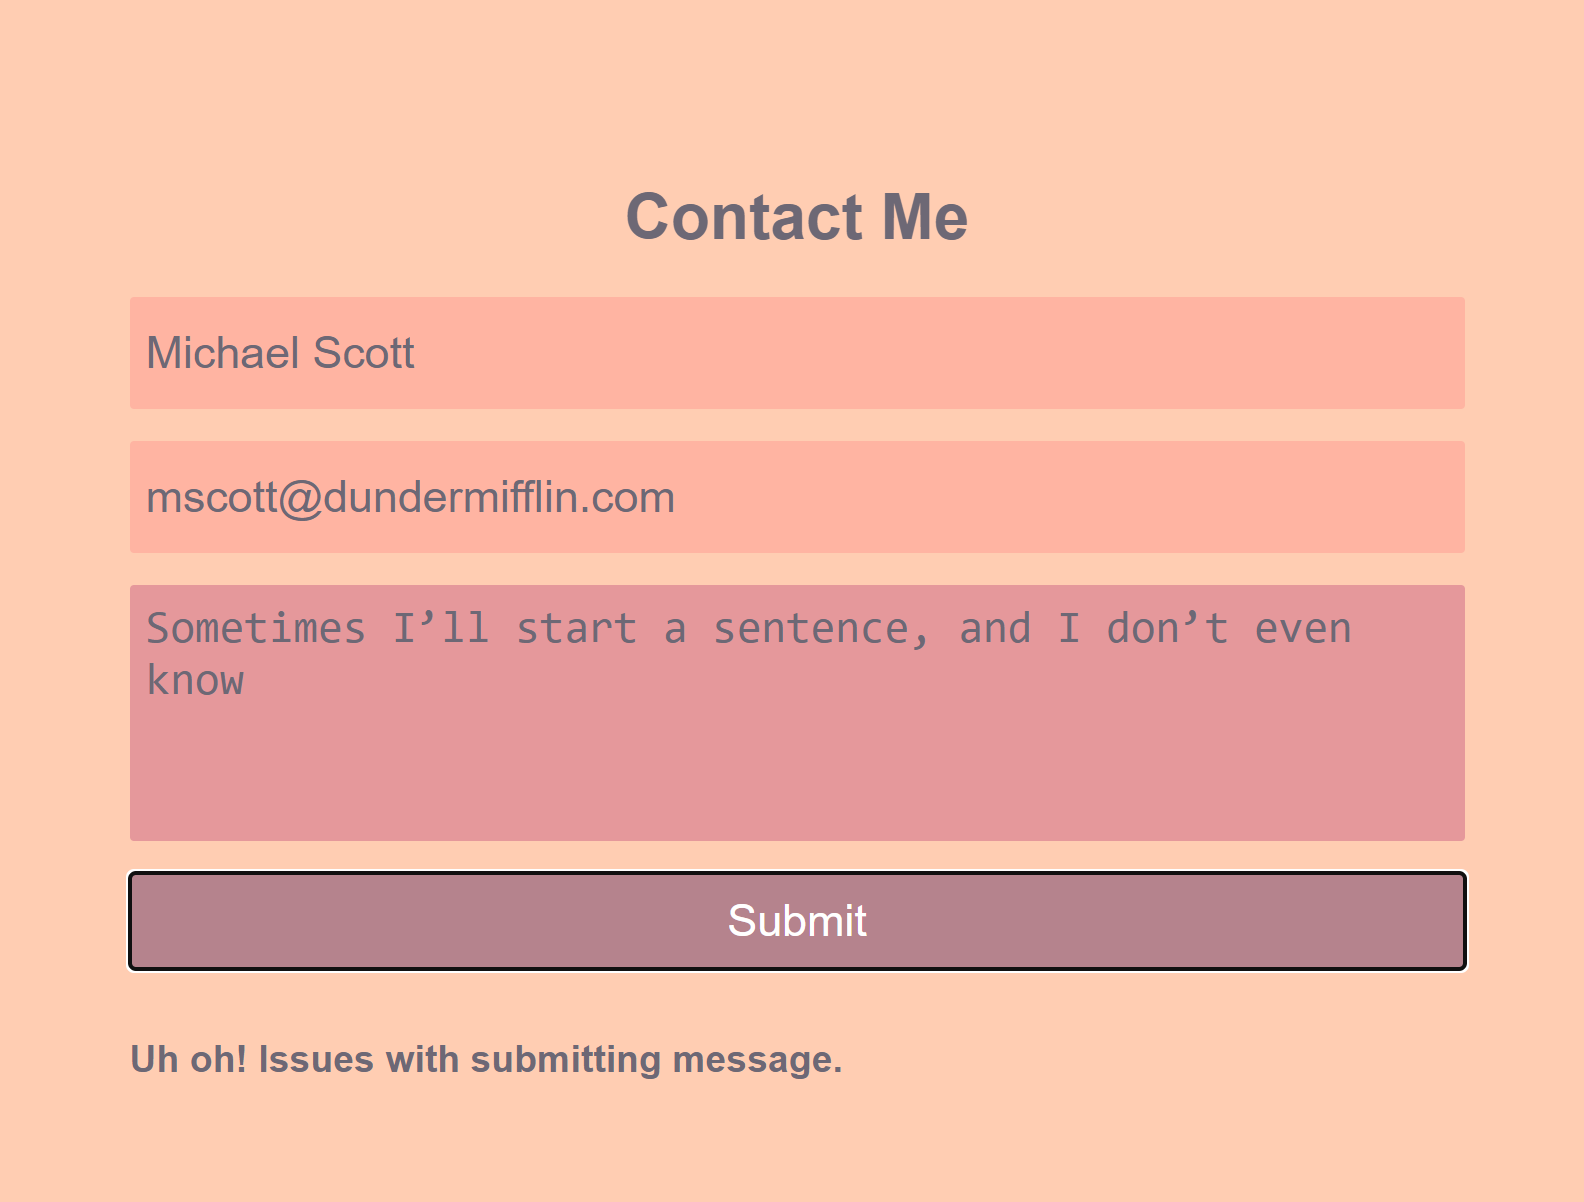 Contact Me
Michael Scott
mscott@dundermifflin.com
Sometimes I’ll start a sentence, and I don’t even
know
Submit
Uh oh! Issues with submitting message.